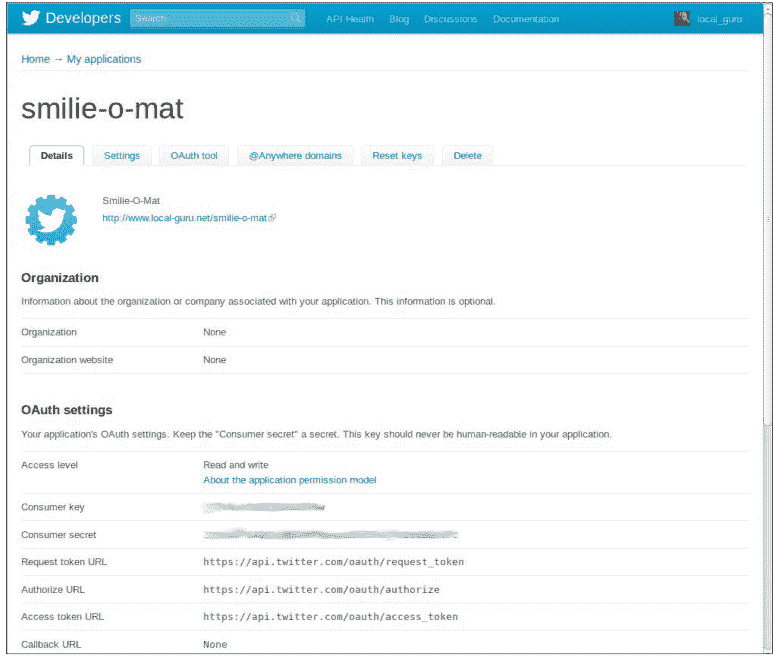 Developers Search API Health Blog Discussions Documentation local_guru
Home → My applications
smilie-o-mat
Details Settings OAuth tool @Anywhere domains Reset keys Delete
Smilie-O-Mat
http://www.local-guru.net/smilie-o-mat
Organization
Information about the organization or company associated with your application. This information is optional.
Organization None
Organization website None
OAuth settings
Your application's OAuth settings. Keep the "Consumer secret" a secret. This key should never be human-readable in your application.
Access level Read and write
About the application permission model
Consumer key
Consumer secret
Request token URL https://api.twitter.com/oauth/request_token
Authorize URL https://api.twitter.com/oauth/authorize
Access token URL https://api.twitter.com/oauth/access_token
Callback URL None